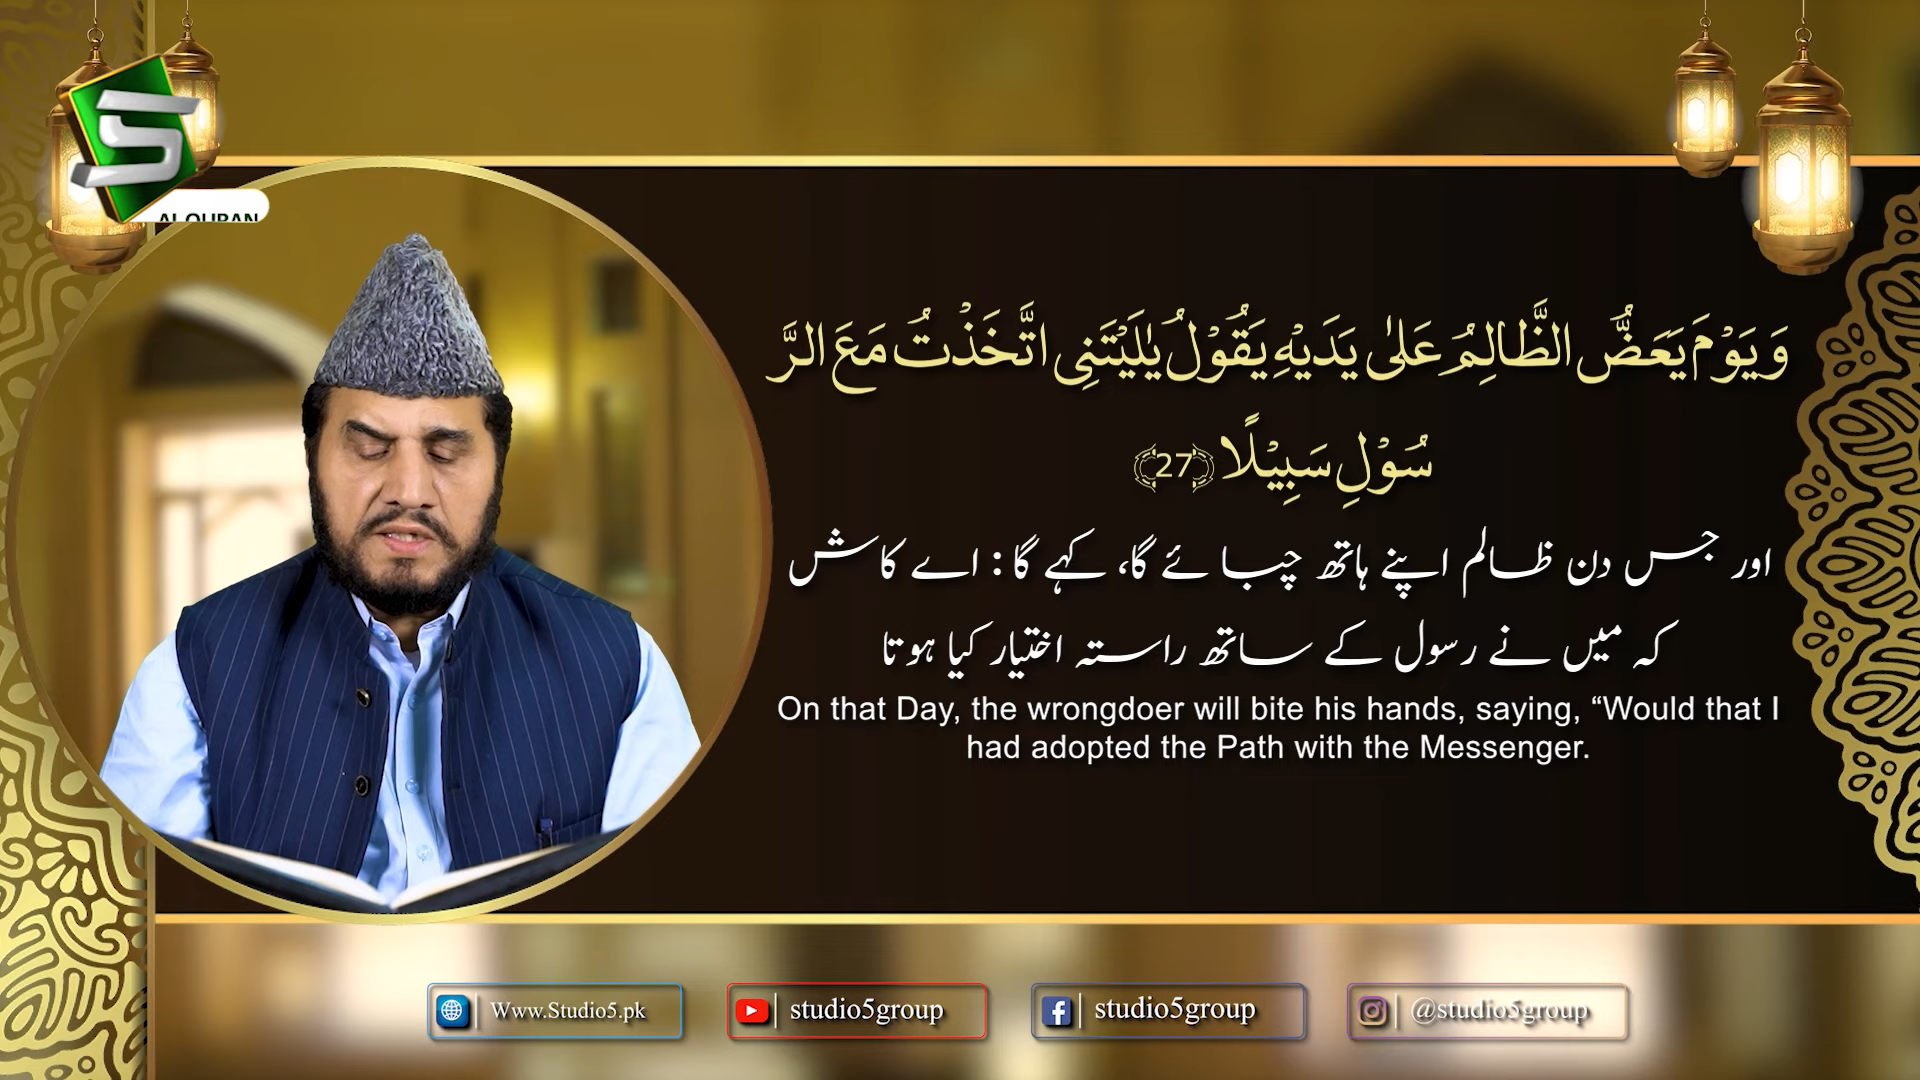 ALQURAN
وَ یَوْمَ یَعَضُّ الظَّالِمُ عَلٰى یَدَیْهِ یَقُوْلُ یٰلَیْتَنِی اتَّخَذْتُ مَعَ الرَّ
سُوْلِ سَبِیْلًا ﴿27﴾
اور جس دن ظالم اپنے ہاتھ چبائے گا، کہے گا: اے کاش
کہ میں نے رسول کے ساتھ راستہ اختیار کیا ہوتا
On that Day, the wrongdoer will bite his hands, saying, “Would that I
had adopted the Path with the Messenger.
Www.Studio5.pk
studio5group
studio5group
@studio5group